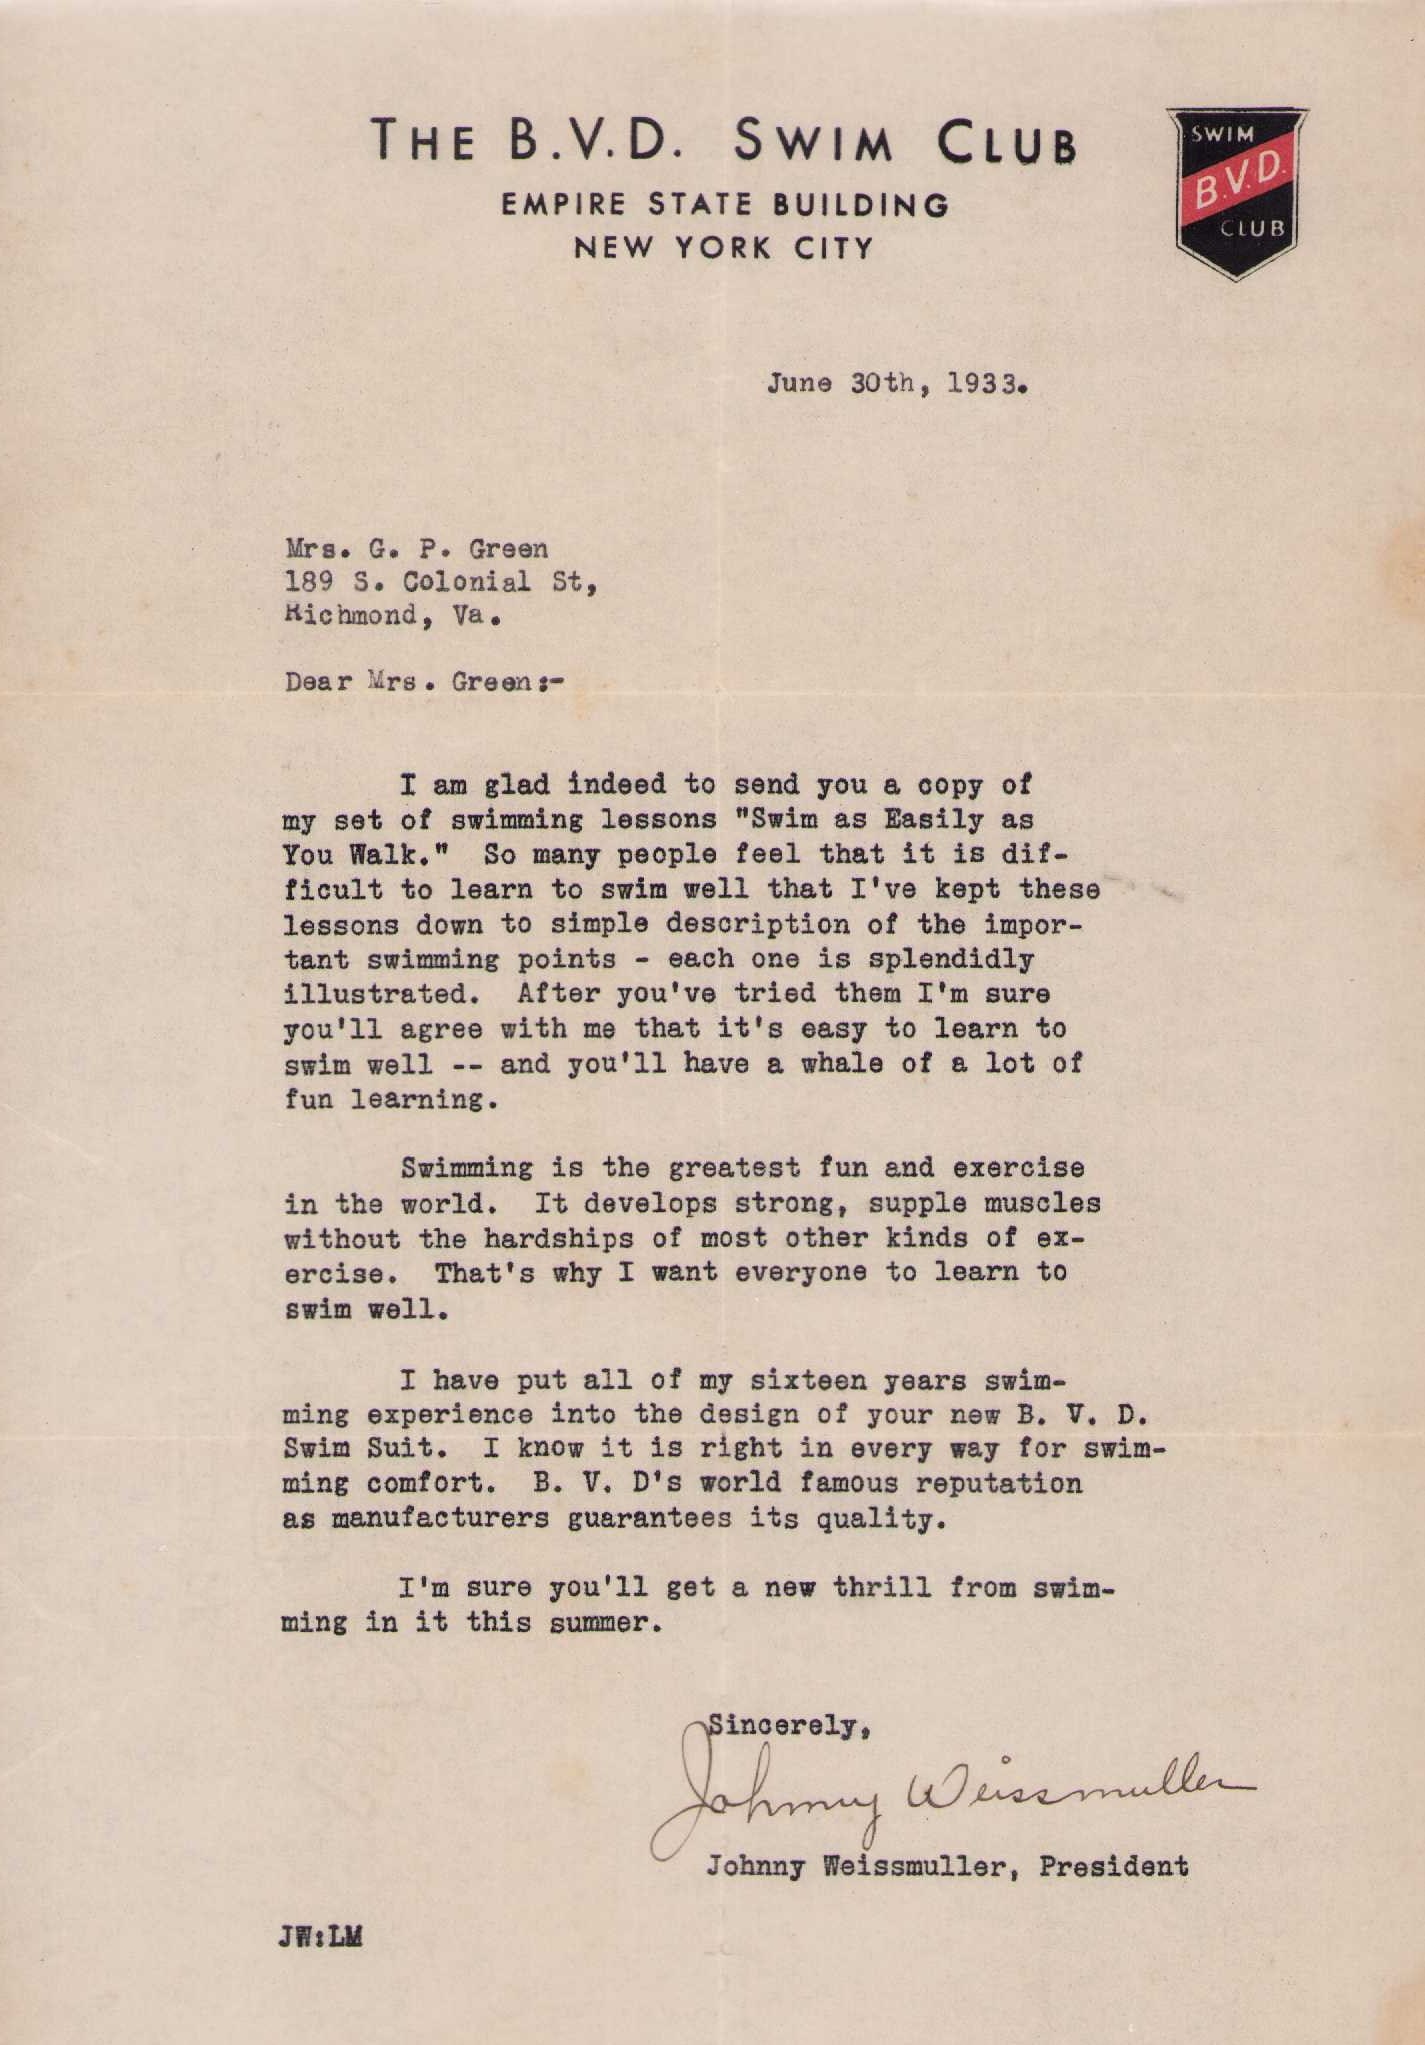 THE B.V.D. SWIM CLUB
EMPIRE STATE BUILDING
NEW YORK CITY
SWIM
B.V.D.
CLUB
June 30th, 1933.
Mrs. G. P. Green
189 S. Colonial St,
Richmond, Va.
Dear Mrs. Green:-
I am glad indeed to send you a copy of
my set of swimming lessons "Swim as Easily as
You Walk." So many people feel that it is dif-
ficult to learn to swim well that I've kept these
lessons down to simple description of the impor-
tant swimming points - each one is splendidly
illustrated. After you've tried them I'm sure
you'll agree with me that it's easy to learn to
swim well -- and you'll have a whale of a lot of
fun learning.
Swimming is the greatest fun and exercise
in the world. It develops strong, supple muscles
without the hardships of most other kinds of ex-
ercise. That's why I want everyone to learn to
swim well.
I have put all of my sixteen years swim-
ming experience into the design of your new B. V. D.
Swim Suit. I know it is right in every way for swim-
ming comfort. B. V. D's world famous reputation
as manufacturers guarantees its quality.
I'm sure you'll get a new thrill from swim-
ming in it this summer.
Sincerely,
Johnny Weissmuller
Johnny Weissmuller, President
JW:LM